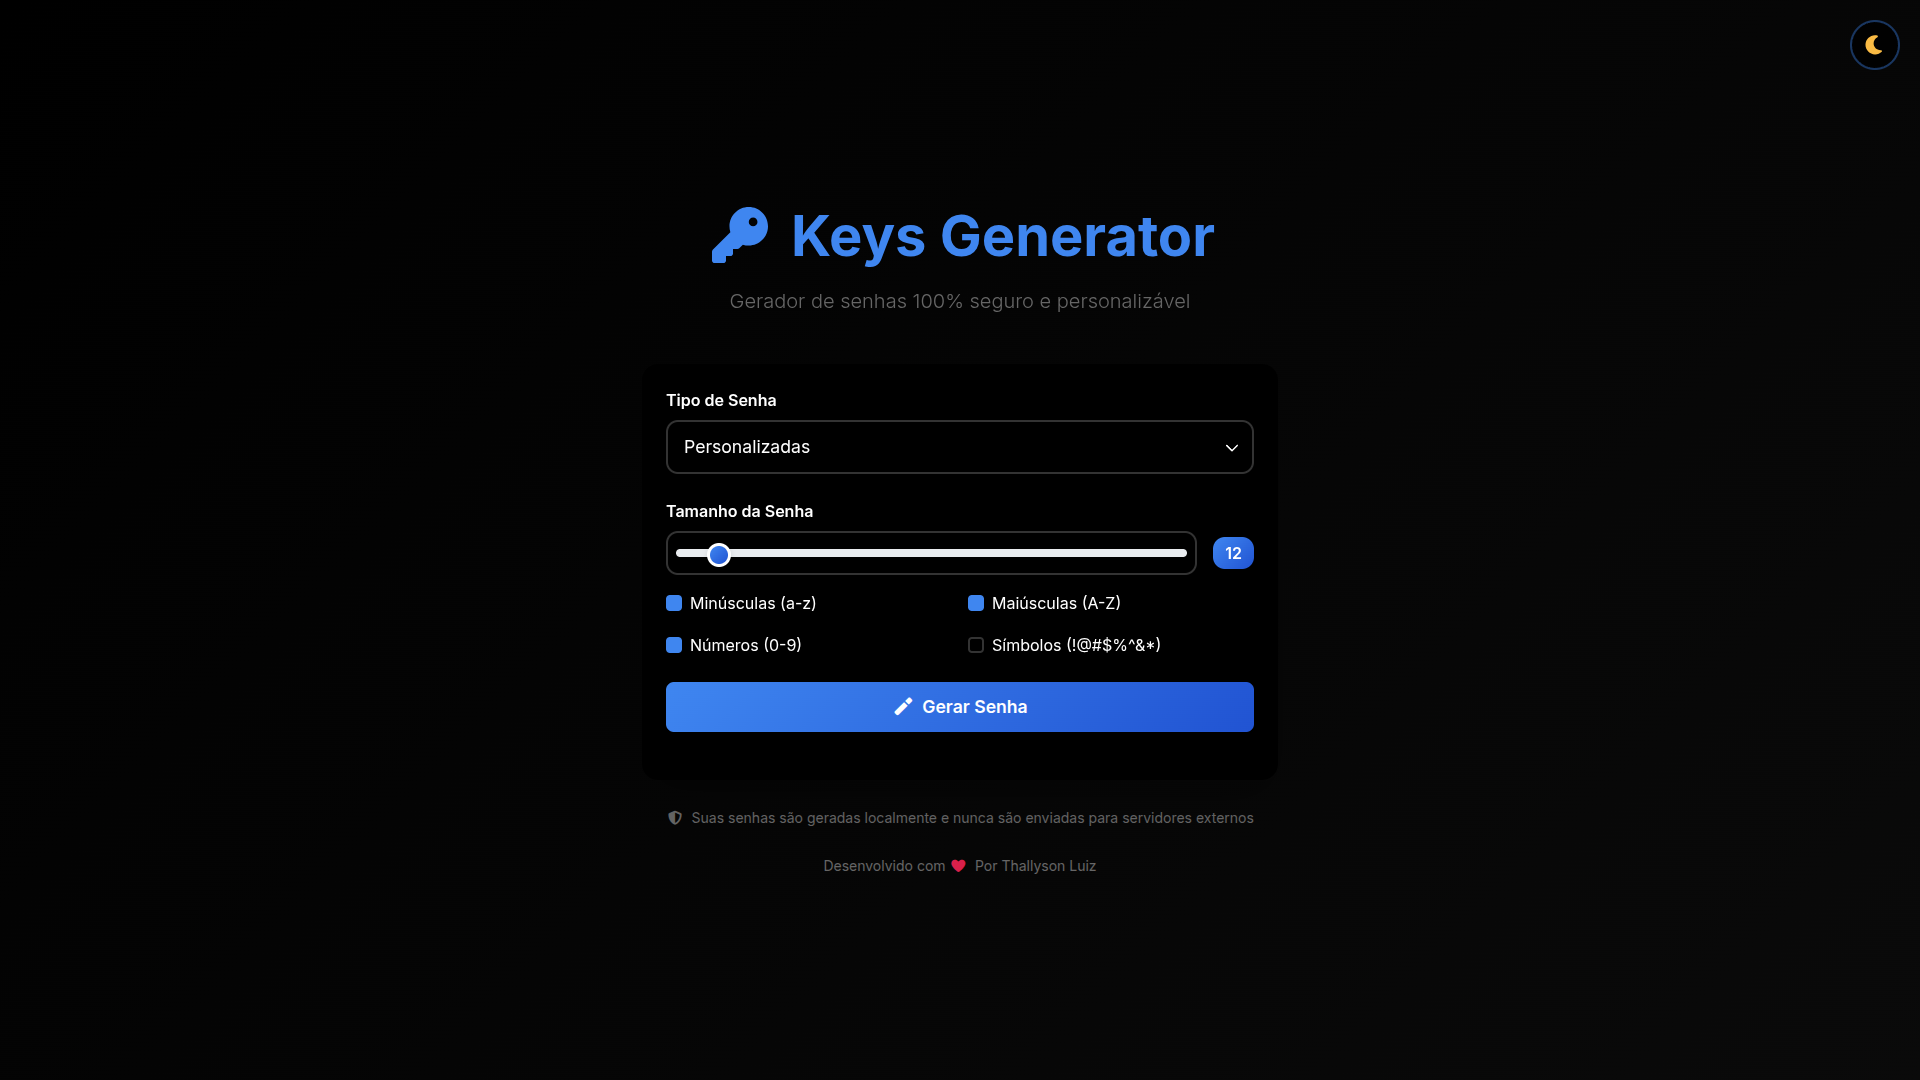 Keys Generator
Gerador de senhas 100% seguro e personalizável
Tipo de Senha
Personalizadas
Tamanho da Senha
12
Minúsculas (a-z)
Maiúsculas (A-Z)
Números (0-9)
Símbolos (!@#$%^&*)
Gerar Senha
Suas senhas são geradas localmente e nunca são enviadas para servidores externos
Desenvolvido com Por Thallyson Luiz